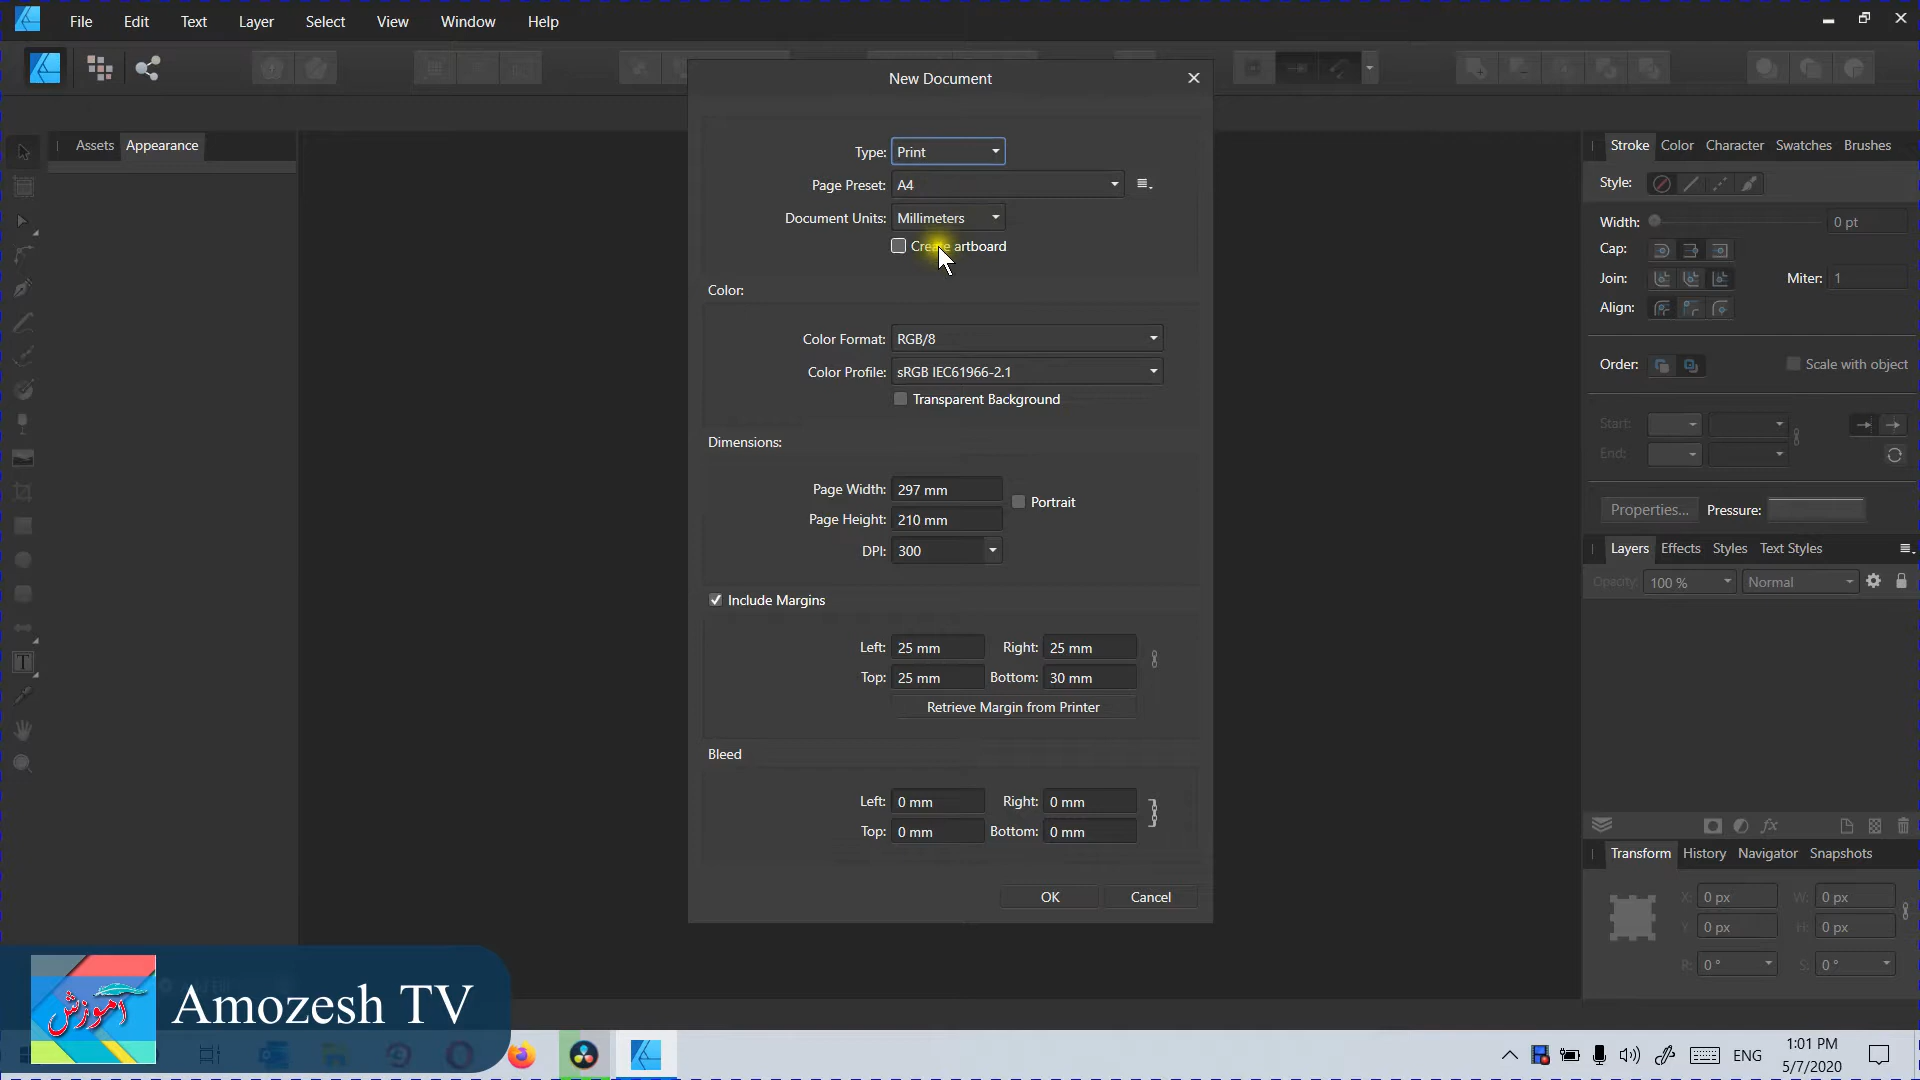 File Edit Text Layer Select View Window Help
New Document
Type: Print
Page Preset: A4
Document Units: Millimeters
Create artboard
Color:
Color Format: RGB/8
Color Profile: sRGB IEC61966-2.1
Transparent Background
Dimensions:
Page Width: 297 mm
Portrait
Page Height: 210 mm
DPI: 300
Include Margins
Left: 25 mm Right: 25 mm
Top: 25 mm Bottom: 30 mm
Retrieve Margin from Printer
Bleed
Left: 0 mm Right: 0 mm
Top: 0 mm Bottom: 0 mm
OK Cancel
Assets Appearance
Stroke Color Character Swatches Brushes
Style:
Width: 0 pt
Cap:
Join: Miter: 1
Align:
Order: Scale with object
Start:
End:
Properties... Pressure:
Layers Effects Styles Text Styles
Opacity: 100 % Normal
fx
Transform History Navigator Snapshots
X: 0 px W: 0 px
Y: 0 px H: 0 px
R: 0 ° S: 0 °
آموزش
Amozesh TV
ENG
1:01 PM
5/7/2020